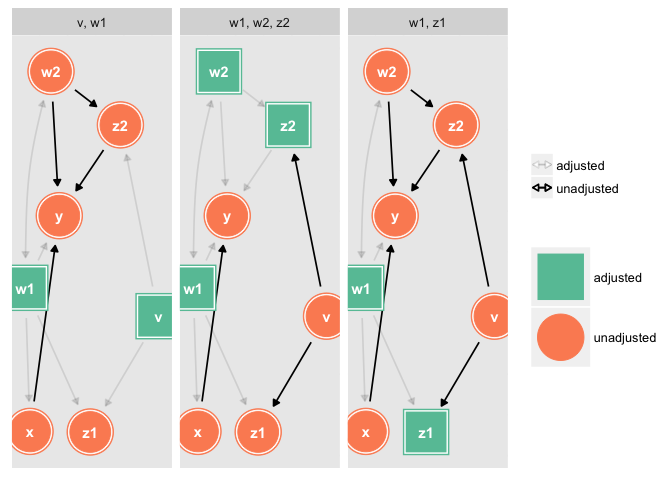 v, w1
w1, w2, z2
w1, z1
w2
z2
y
w1
v
x
z1
w2
z2
y
w1
v
x
z1
w2
z2
y
w1
v
x
z1
adjusted
unadjusted
adjusted
unadjusted